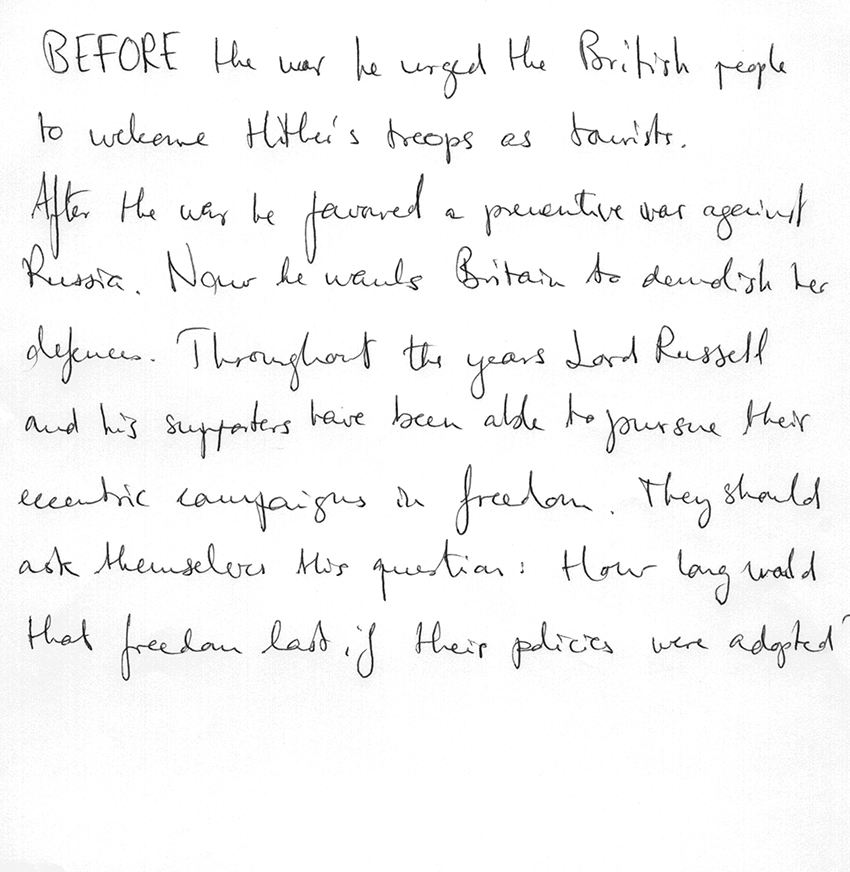 BEFORE the war he urged the British people
to welcome Hitler's troops as tourists.
After the war he favoured a preventive war against
Russia. Now he wants Britain to demolish her
defences. Throughout the years Lord Russell
and his supporters have been able to pursue their
eccentric campaigns in freedom. They should
ask themselves this question: How long would
that freedom last, if their policies were adopted?